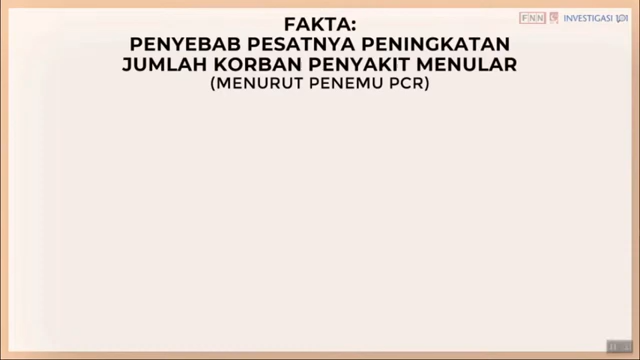 FAKTA:
PENYEBAB PESATNYA PENINGKATAN
JUMLAH KORBAN PENYAKIT MENULAR
(MENURUT PENEMU PCR)
FNN INVESTIGASI